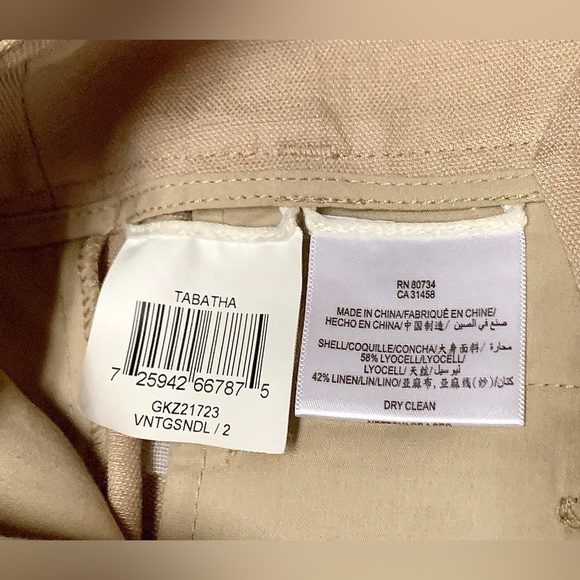 TABATHA
7 25942 66787 5
GKZ21723
VNTGSNDL / 2
RN 80734
CA 31458
MADE IN CHINA/FABRIQUÉ EN CHINE/
HECHO EN CHINA/中国制造/ صنع في الصين
SHELL/COQUILLE/CONCHA/大身面料/ محارة
58% LYOCELL/LYOCELL/
LYOCELL/ 天丝/ ليوسيل
42% LINEN/LIN/LINO/亚麻布, 亚麻线(纱)/ كتان
DRY CLEAN